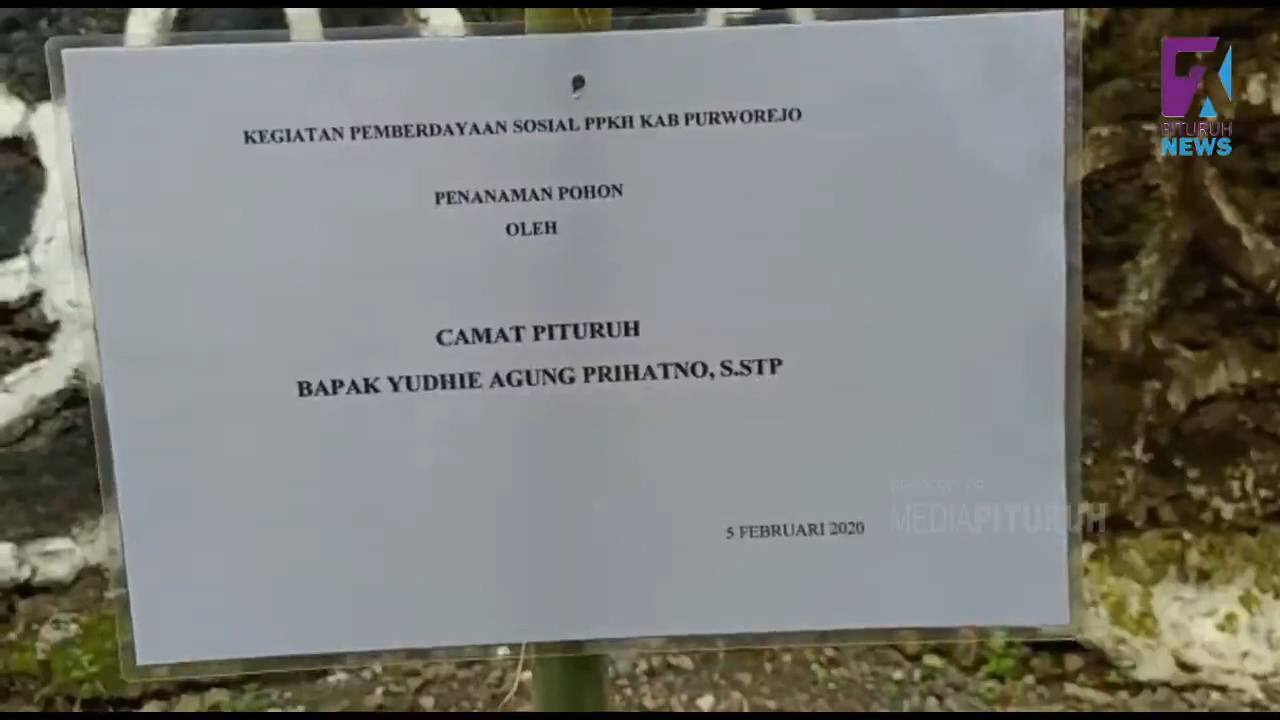 KEGIATAN PEMBERDAYAAN SOSIAL PPKH KAB PURWOREJO
PENANAMAN POHON
OLEH
CAMAT PITURUH
BAPAK YUDHIE AGUNG PRIHATNO, S.STP
5 FEBRUARI 2020
PITURUH
NEWS
MEDIAPITURUH